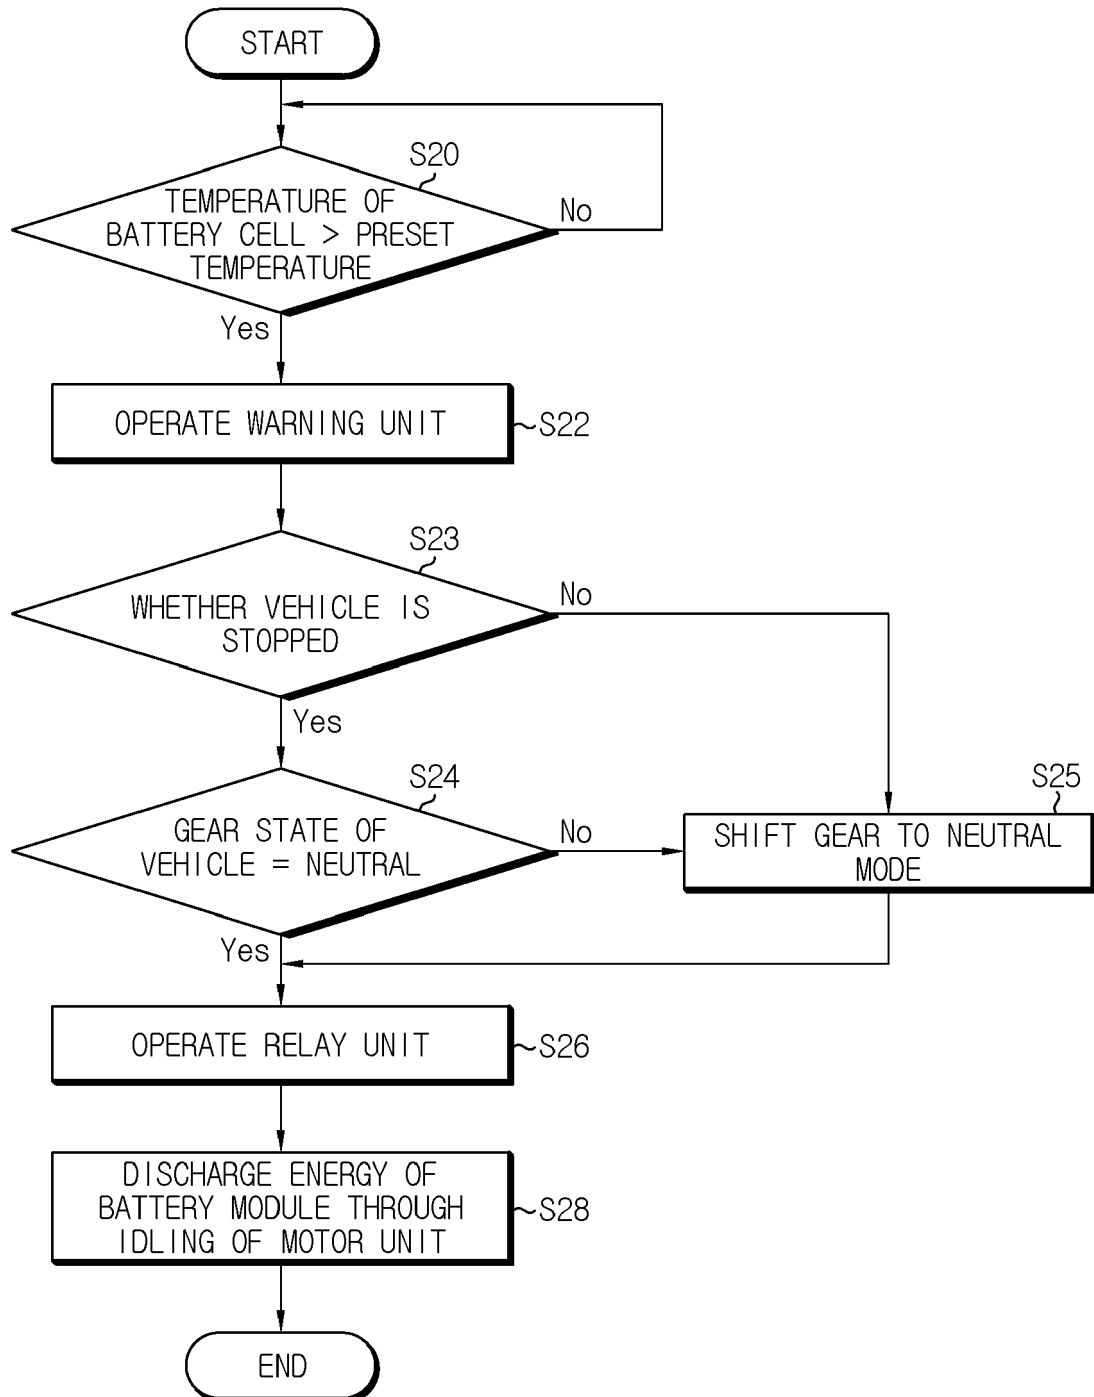 START
S20
TEMPERATURE OF
BATTERY CELL > PRESET
TEMPERATURE
No
Yes
OPERATE WARNING UNIT
S22
S23
WHETHER VEHICLE IS
STOPPED
No
Yes
S24
GEAR STATE OF
VEHICLE = NEUTRAL
No
S25
SHIFT GEAR TO NEUTRAL
MODE
Yes
OPERATE RELAY UNIT
S26
DISCHARGE ENERGY OF
BATTERY MODULE THROUGH
IDLING OF MOTOR UNIT
S28
END